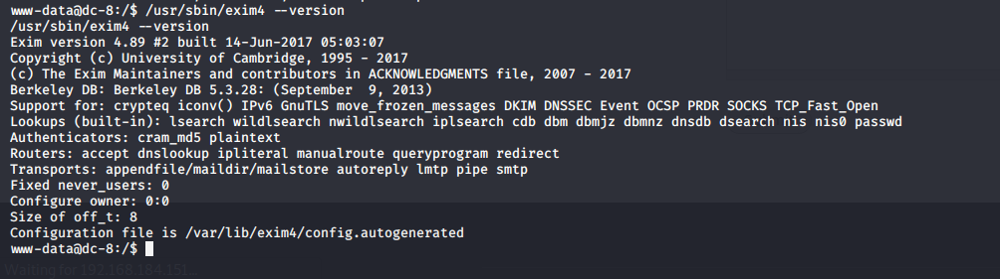 www-data@dc-8:/$ /usr/sbin/exim4 --version
/usr/sbin/exim4 --version
Exim version 4.89 #2 built 14-Jun-2017 05:03:07
Copyright (c) University of Cambridge, 1995 - 2017
(c) The Exim Maintainers and contributors in ACKNOWLEDGMENTS file, 2007 - 2017
Berkeley DB: Berkeley DB 5.3.28: (September  9, 2013)
Support for: crypteq iconv() IPv6 GnuTLS move_frozen_messages DKIM DNSSEC Event OCSP PRDR SOCKS TCP_Fast_Open
Lookups (built-in): lsearch wildlsearch nwildlsearch iplsearch cdb dbm dbmjz dbmnz dnsdb dsearch nis nis0 passwd
Authenticators: cram_md5 plaintext
Routers: accept dnslookup ipliteral manualroute queryprogram redirect
Transports: appendfile/maildir/mailstore autoreply lmtp pipe smtp
Fixed never_users: 0
Configure owner: 0:0
Size of off_t: 8
Configuration file is /var/lib/exim4/config.autogenerated
www-data@dc-8:/$
Waiting for 192.168.184.151...